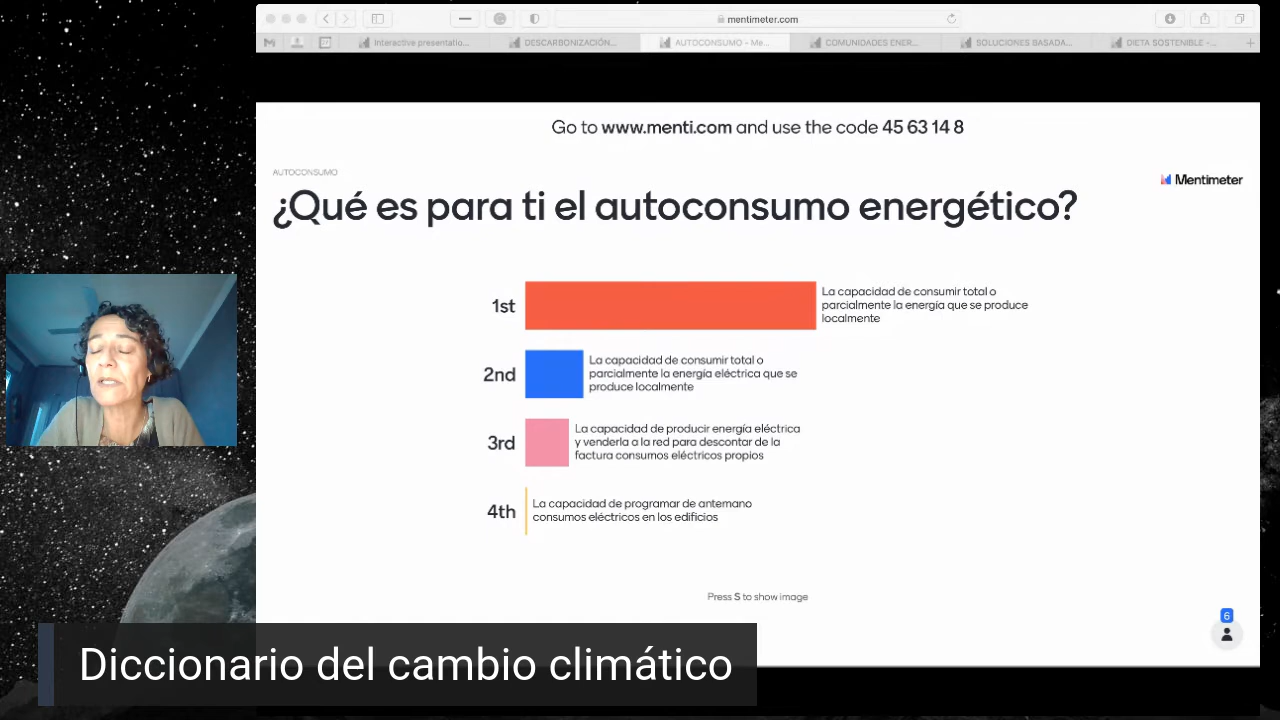 mentimeter.com
Interactive presentatio...
DESCARBONIZACIÓN...
AUTOCONSUMO - Me...
COMUNIDADES ENER...
SOLUCIONES BASADA...
DIETA SOSTENIBLE -...
Go to www.menti.com and use the code 45 63 14 8
AUTOCONSUMO
Mentimeter
¿Qué es para ti el autoconsumo energético?
1st
La capacidad de consumir total o
parcialmente la energía que se produce
localmente
2nd
La capacidad de consumir total o
parcialmente la energía eléctrica que se
produce localmente
3rd
La capacidad de producir energía eléctrica
y venderla a la red para descontar de la
factura consumos eléctricos propios
4th
La capacidad de programar de antemano
consumos eléctricos en los edificios
Press S to show image
6
Diccionario del cambio climático